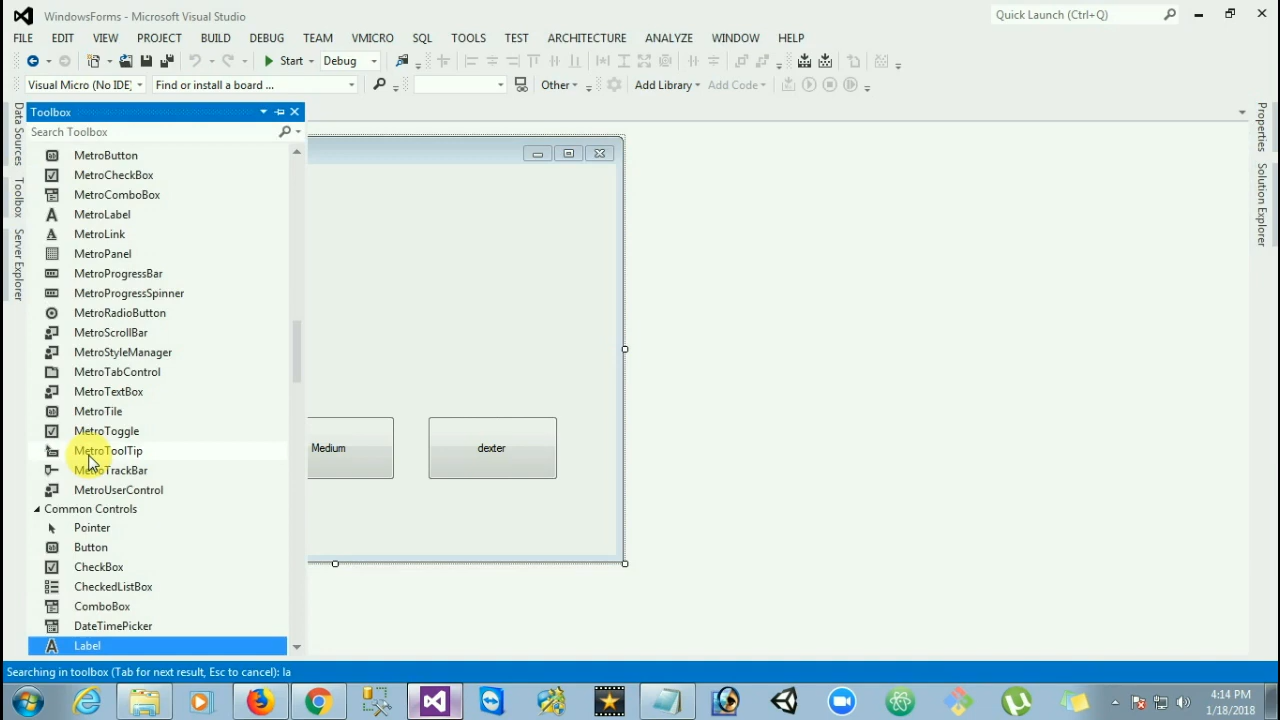 WindowsForms - Microsoft Visual Studio
Quick Launch (Ctrl+Q)
FILE EDIT VIEW PROJECT BUILD DEBUG TEAM VMICRO SQL TOOLS TEST ARCHITECTURE ANALYZE WINDOW HELP
Start Debug
Visual Micro (No IDE) Find or install a board ... Other Add Library Add Code
Data Sources
Toolbox
Server Explorer
Toolbox
Search Toolbox
MetroButton
MetroCheckBox
MetroComboBox
MetroLabel
MetroLink
MetroPanel
MetroProgressBar
MetroProgressSpinner
MetroRadioButton
MetroScrollBar
MetroStyleManager
MetroTabControl
MetroTextBox
MetroTile
MetroToggle
MetroToolTip
MetroTrackBar
MetroUserControl
Common Controls
Pointer
Button
CheckBox
CheckedListBox
ComboBox
DateTimePicker
Label
Medium
dexter
Properties
Solution Explorer
Searching in toolbox (Tab for next result, Esc to cancel): la
4:14 PM
1/18/2018